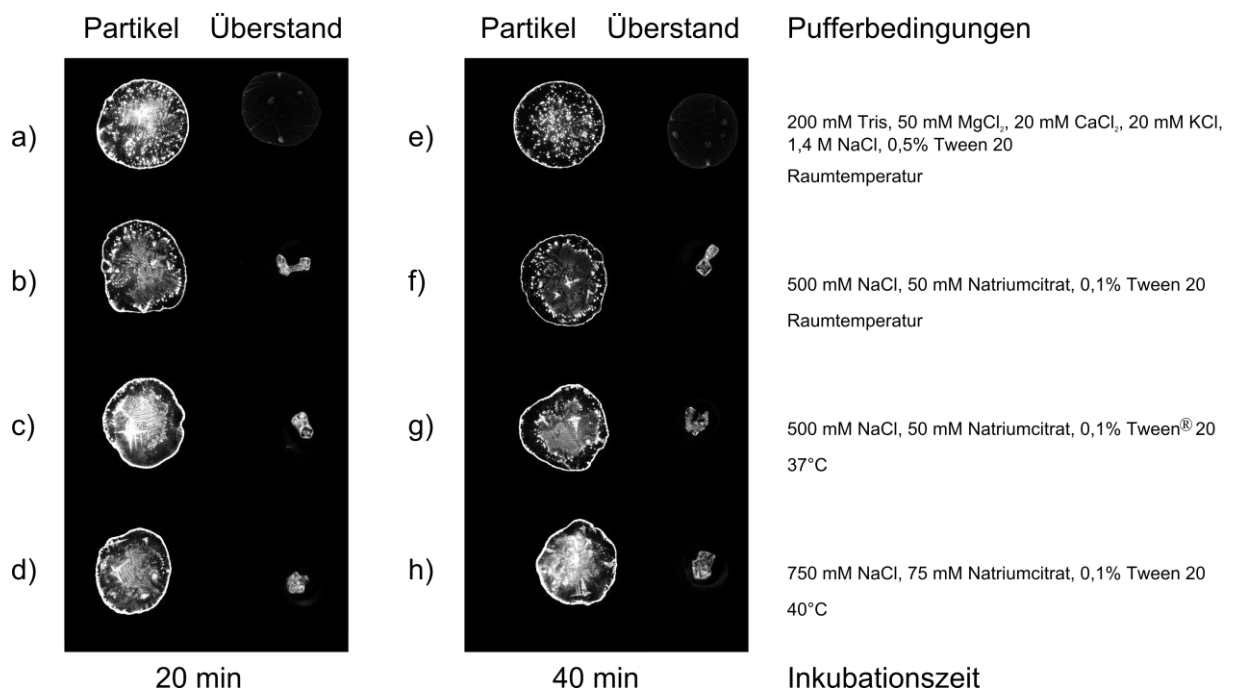 Partikel Überstand Partikel Überstand Pufferbedingungen
a) e) 200 mM Tris, 50 mM MgCl₂, 20 mM CaCl₂, 20 mM KCl,
1,4 M NaCl, 0,5% Tween 20
Raumtemperatur
b) f) 500 mM NaCl, 50 mM Natriumcitrat, 0,1% Tween 20
Raumtemperatur
c) g) 500 mM NaCl, 50 mM Natriumcitrat, 0,1% Tween® 20
37°C
d) h) 750 mM NaCl, 75 mM Natriumcitrat, 0,1% Tween 20
40°C
20 min 40 min Inkubationszeit